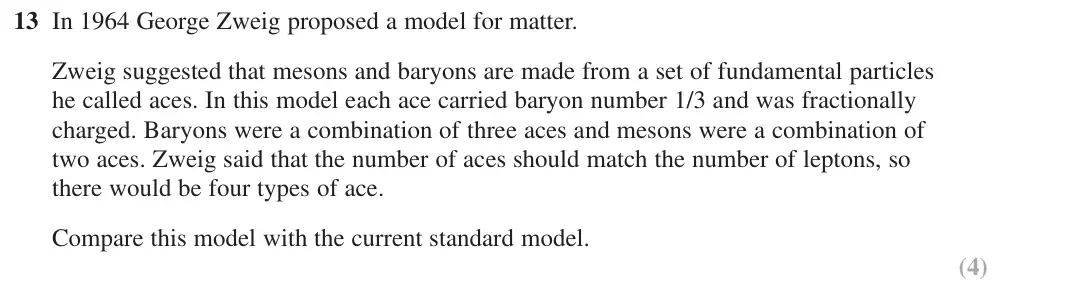 13 In 1964 George Zweig proposed a model for matter.
Zweig suggested that mesons and baryons are made from a set of fundamental particles
he called aces. In this model each ace carried baryon number 1/3 and was fractionally
charged. Baryons were a combination of three aces and mesons were a combination of
two aces. Zweig said that the number of aces should match the number of leptons, so
there would be four types of ace.
Compare this model with the current standard model.
(4)